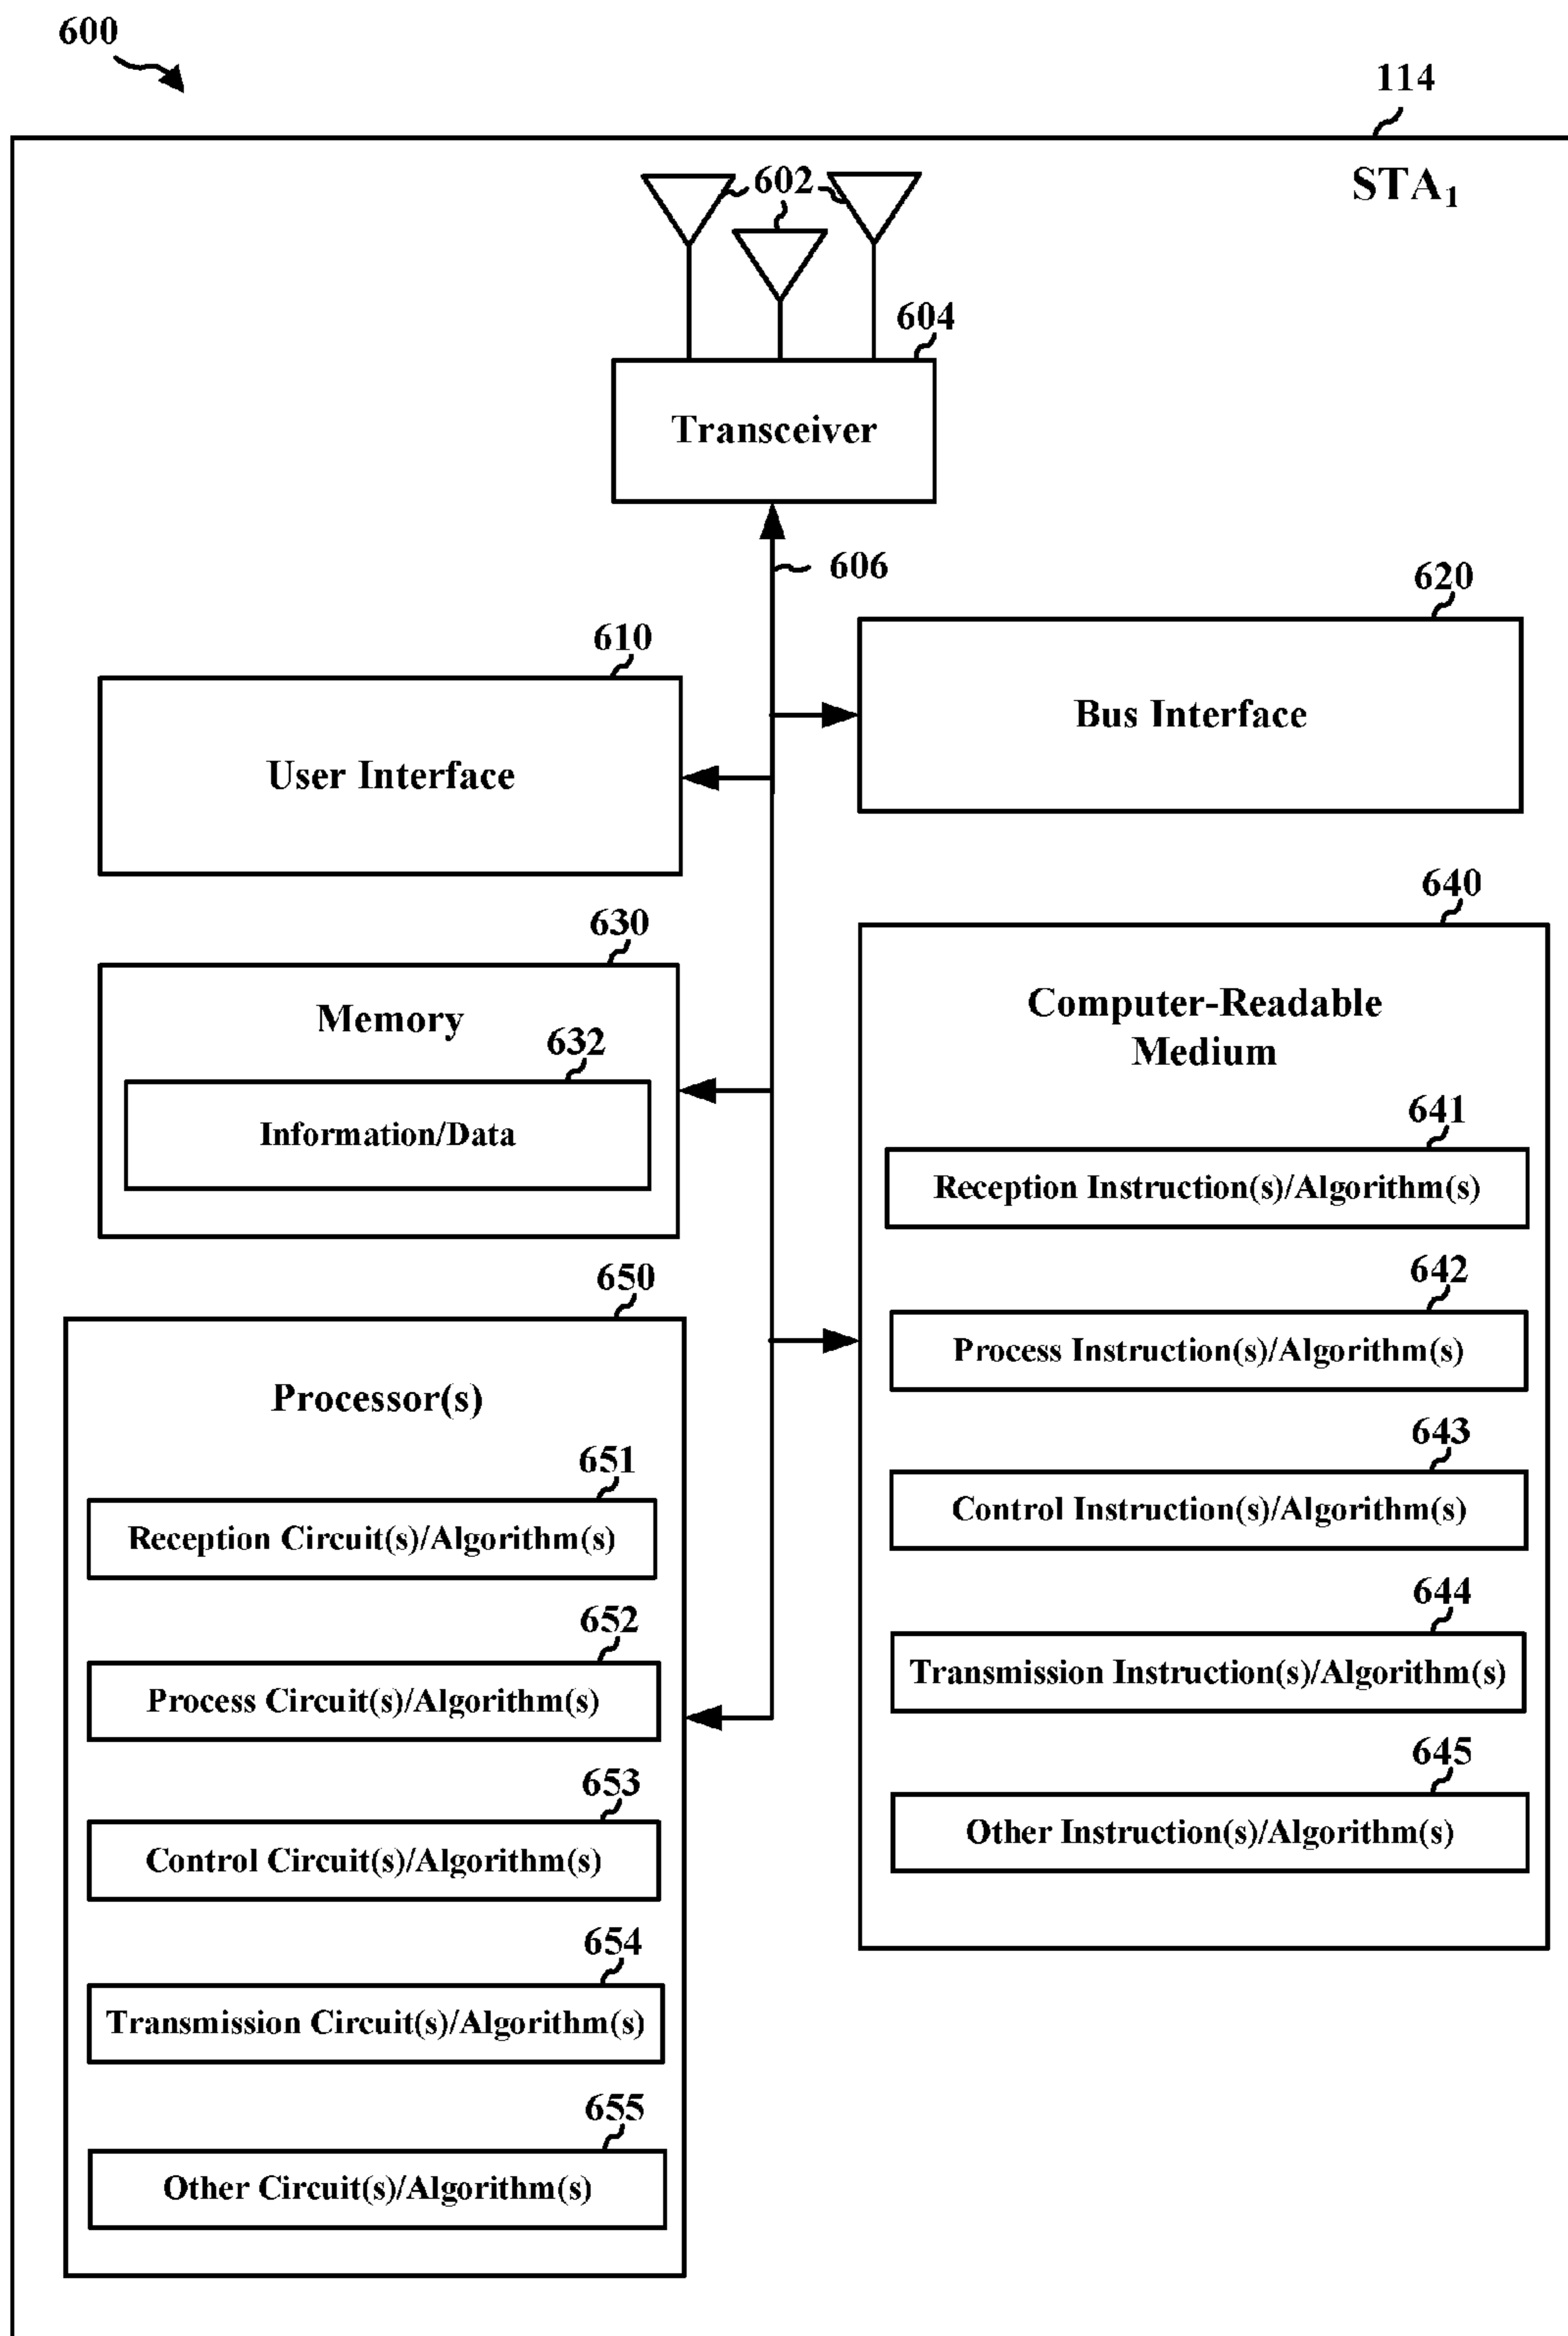 600
114
STA₁
602
604
Transceiver
606
620
610
Bus Interface
User Interface
640
630
Memory
632
Information/Data
Computer-Readable
Medium
641
Reception Instruction(s)/Algorithm(s)
642
Process Instruction(s)/Algorithm(s)
643
Control Instruction(s)/Algorithm(s)
644
Transmission Instruction(s)/Algorithm(s)
645
Other Instruction(s)/Algorithm(s)
650
Processor(s)
651
Reception Circuit(s)/Algorithm(s)
652
Process Circuit(s)/Algorithm(s)
653
Control Circuit(s)/Algorithm(s)
654
Transmission Circuit(s)/Algorithm(s)
655
Other Circuit(s)/Algorithm(s)